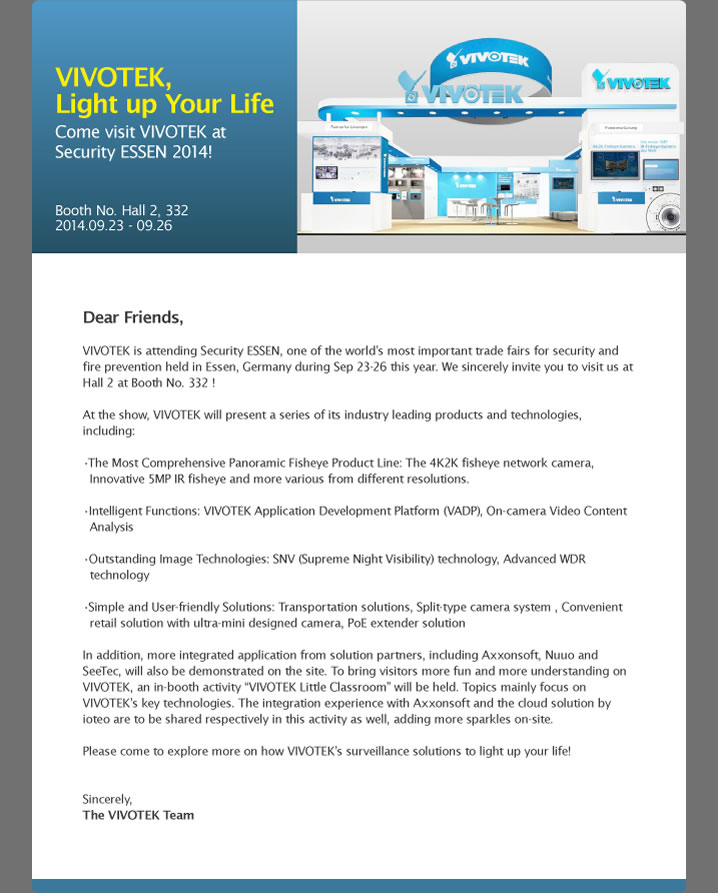 VIVOTEK,
Light up Your Life
Come visit VIVOTEK at
Security ESSEN 2014!
Booth No. Hall 2, 332
2014.09.23 - 09.26
VIVOTEK
VIVOTEK
VIVOTEK
VIVOTEK
VIVOTEK
VIVOTEK
Dear Friends,
VIVOTEK is attending Security ESSEN, one of the world's most important trade fairs for security and
fire prevention held in Essen, Germany during Sep 23-26 this year. We sincerely invite you to visit us at
Hall 2 at Booth No. 332 !
At the show, VIVOTEK will present a series of its industry leading products and technologies,
including:
·The Most Comprehensive Panoramic Fisheye Product Line: The 4K2K fisheye network camera,
Innovative 5MP IR fisheye and more various from different resolutions.
·Intelligent Functions: VIVOTEK Application Development Platform (VADP), On-camera Video Content
Analysis
·Outstanding Image Technologies: SNV (Supreme Night Visibility) technology, Advanced WDR
technology
·Simple and User-friendly Solutions: Transportation solutions, Split-type camera system , Convenient
retail solution with ultra-mini designed camera, PoE extender solution
In addition, more integrated application from solution partners, including Axxonsoft, Nuuo and
SeeTec, will also be demonstrated on the site. To bring visitors more fun and more understanding on
VIVOTEK, an in-booth activity “VIVOTEK Little Classroom” will be held. Topics mainly focus on
VIVOTEK's key technologies. The integration experience with Axxonsoft and the cloud solution by
ioteo are to be shared respectively in this activity as well, adding more sparkles on-site.
Please come to explore more on how VIVOTEK's surveillance solutions to light up your life!
Sincerely,
The VIVOTEK Team